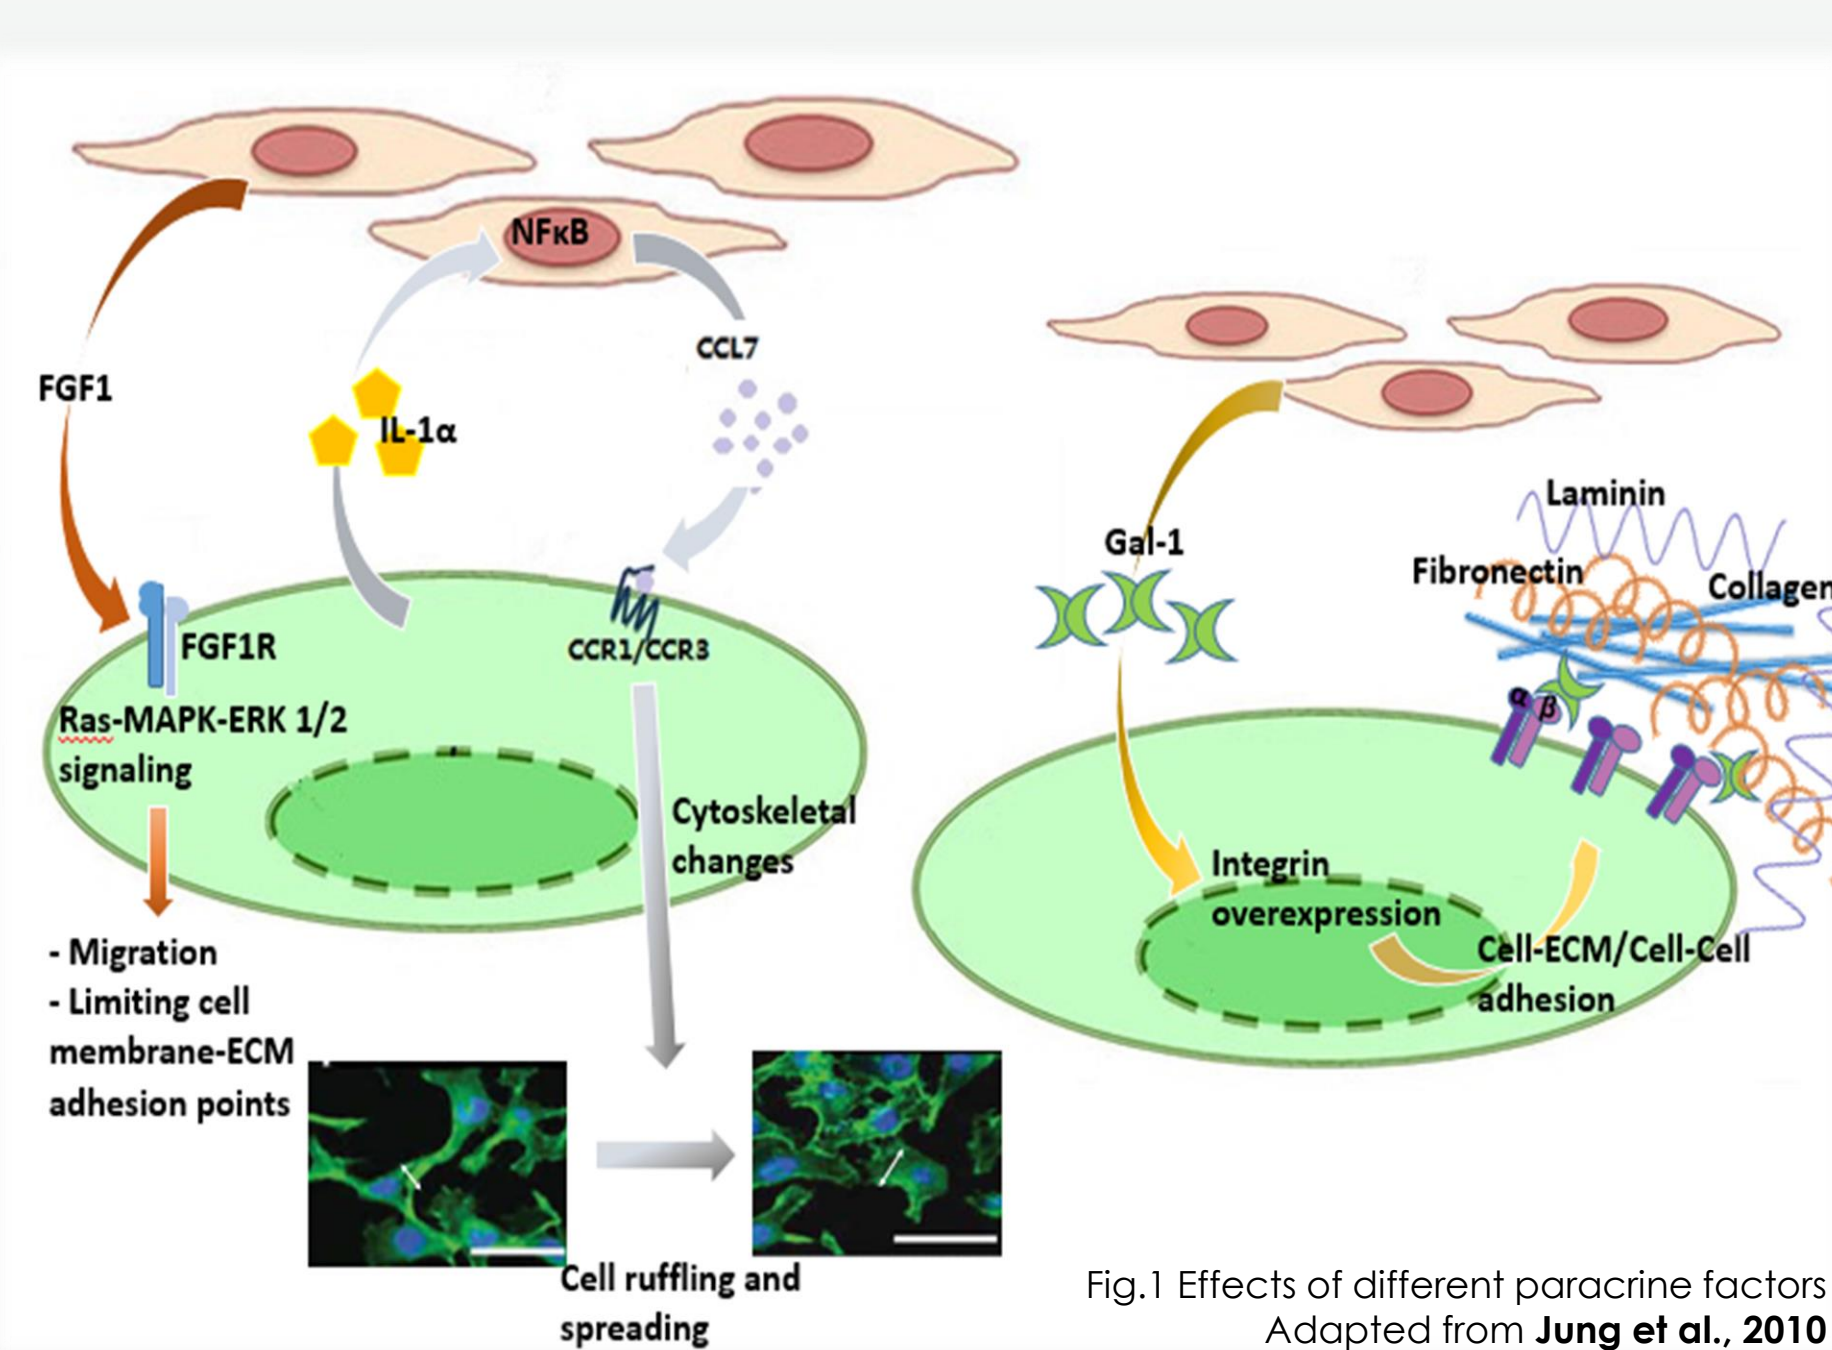 NFκB
CCL7
FGF1
IL-1α
FGF1R
CCR1/CCR3
Ras-MAPK-ERK 1/2
signaling
Cytoskeletal
changes
- Migration
- Limiting cell
membrane-ECM
adhesion points
Cell ruffling and
spreading
Laminin
Gal-1
Fibronectin
Collagen
α β
Integrin
overexpression
Cell-ECM/Cell-Cell
adhesion
Fig.1 Effects of different paracrine factors
Adapted from Jung et al., 2010